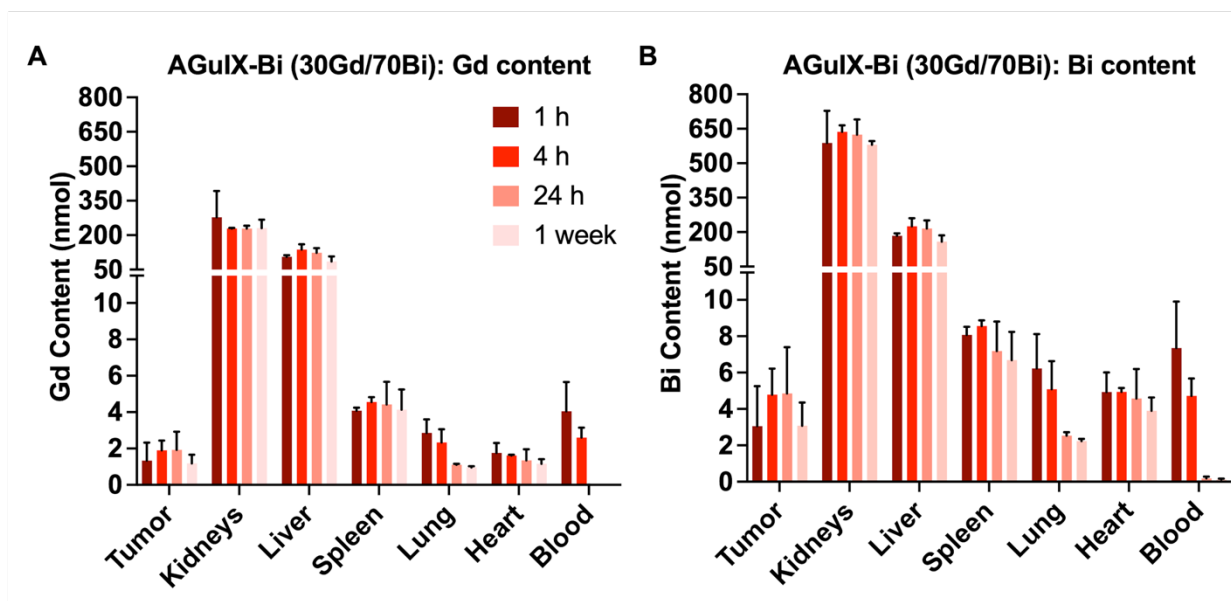 A
AGuIX-Bi (30Gd/70Bi): Gd content
Gd Content (nmol)
800
650
500
350
200
50
10
8
6
4
2
0
1 h
4 h
24 h
1 week
Tumor
Kidneys
Liver
Spleen
Lung
Heart
Blood
B
AGuIX-Bi (30Gd/70Bi): Bi content
Bi Content (nmol)
800
650
500
350
200
50
10
8
6
4
2
0
Tumor
Kidneys
Liver
Spleen
Lung
Heart
Blood